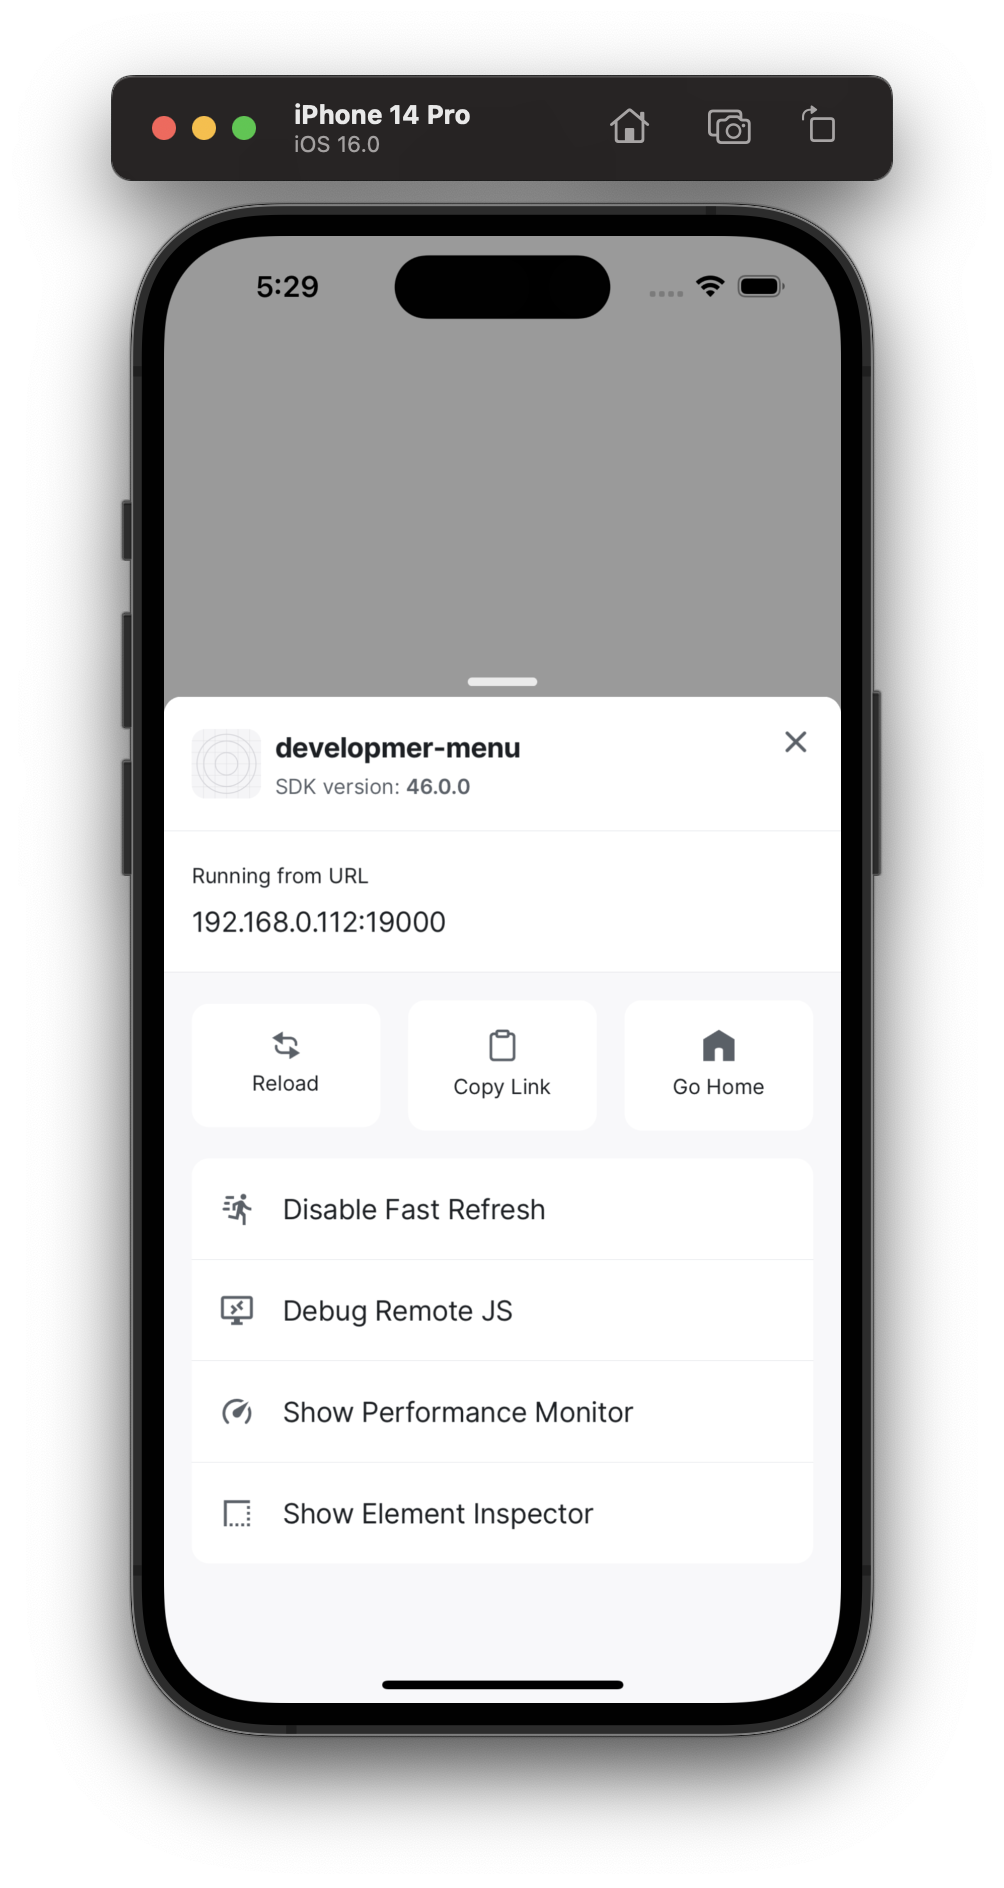 iPhone 14 Pro
iOS 16.0
5:29
developmer-menu
SDK version: 46.0.0
Running from URL
192.168.0.112:19000
Reload
Copy Link
Go Home
Disable Fast Refresh
Debug Remote JS
Show Performance Monitor
Show Element Inspector